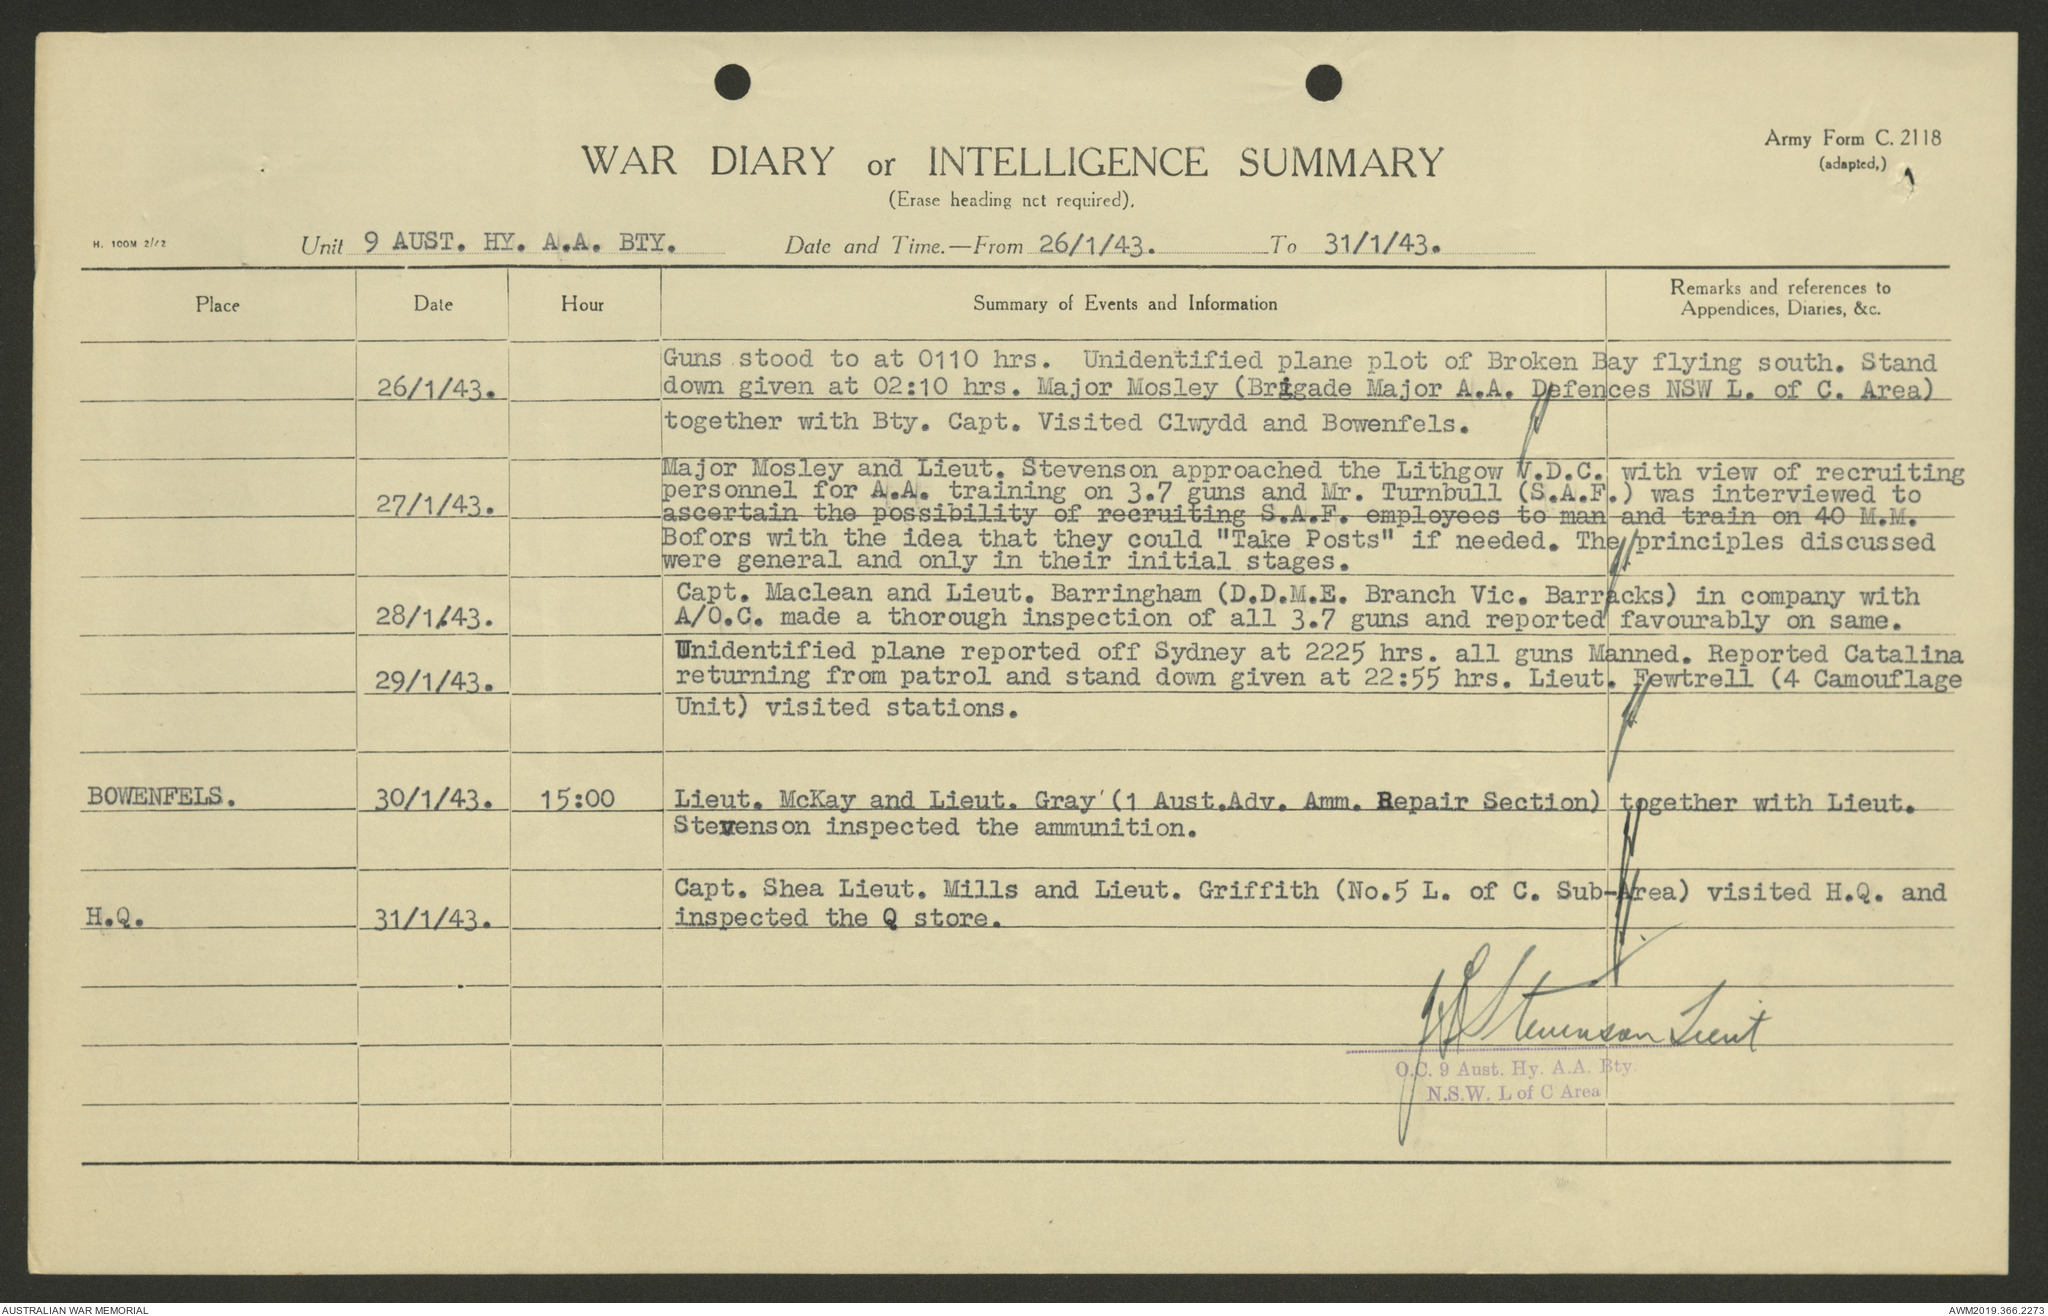 Army Form C. 2118
(adapted,)
WAR DIARY or INTELLIGENCE SUMMARY
(Erase heading not required).
H. 100M 2/42
Unit 9 AUST. HY. A.A. BTY. Date and Time.—From 26/1/43. To 31/1/43.
Place Date Hour Summary of Events and Information Remarks and references to
Appendices, Diaries, &c.
Guns stood to at 0110 hrs. Unidentified plane plot of Broken Bay flying south. Stand
26/1/43. down given at 02:10 hrs. Major Mosley (Brigade Major A.A. Defences NSW L. of C. Area)
together with Bty. Capt. Visited Clwydd and Bowenfels.
Major Mosley and Lieut. Stevenson approached the Lithgow V.D.C. with view of recruiting
personnel for A.A. training on 3.7 guns and Mr. Turnbull (S.A.F.) was interviewed to
27/1/43. ascertain the possibility of recruiting S.A.F. employees to man and train on 40 M.M.
Bofors with the idea that they could "Take Posts" if needed. The principles discussed
were general and only in their initial stages.
Capt. Maclean and Lieut. Barringham (D.D.M.E. Branch Vic. Barracks) in company with
28/1/43. A/O.C. made a thorough inspection of all 3.7 guns and reported favourably on same.
Unidentified plane reported off Sydney at 2225 hrs. all guns Manned. Reported Catalina
29/1/43. returning from patrol and stand down given at 22:55 hrs. Lieut. Fewtrell (4 Camouflage
Unit) visited stations.
BOWENFELS. 30/1/43. 15:00 Lieut. McKay and Lieut. Gray (1 Aust.Adv. Amm. Repair Section) together with Lieut.
Stevenson inspected the ammunition.
Capt. Shea Lieut. Mills and Lieut. Griffith (No.5 L. of C. Sub-Area) visited H.Q. and
H.Q. 31/1/43. inspected the Q store.
Stevenson Lieut
O.C. 9 Aust. Hy. A.A. Bty.
N.S.W. L of C Area
AUSTRALIAN WAR MEMORIAL AWM2019.366.2273